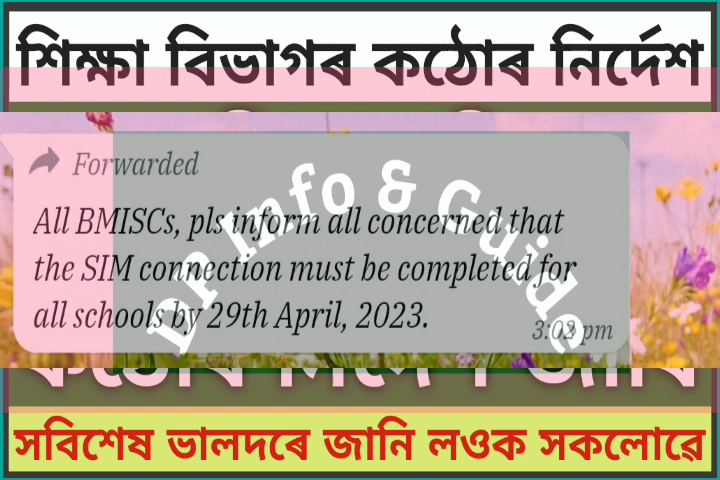 শিক্ষা বিভাগৰ কঠোৰ নিৰ্দেশ
Forwarded
All BMISCs, pls inform all concerned that
the SIM connection must be completed for
all schools by 29th April, 2023.
3:02 pm
DP Info & Guide
সবিশেষ ভালদৰে জানি লওক সকলোৱে